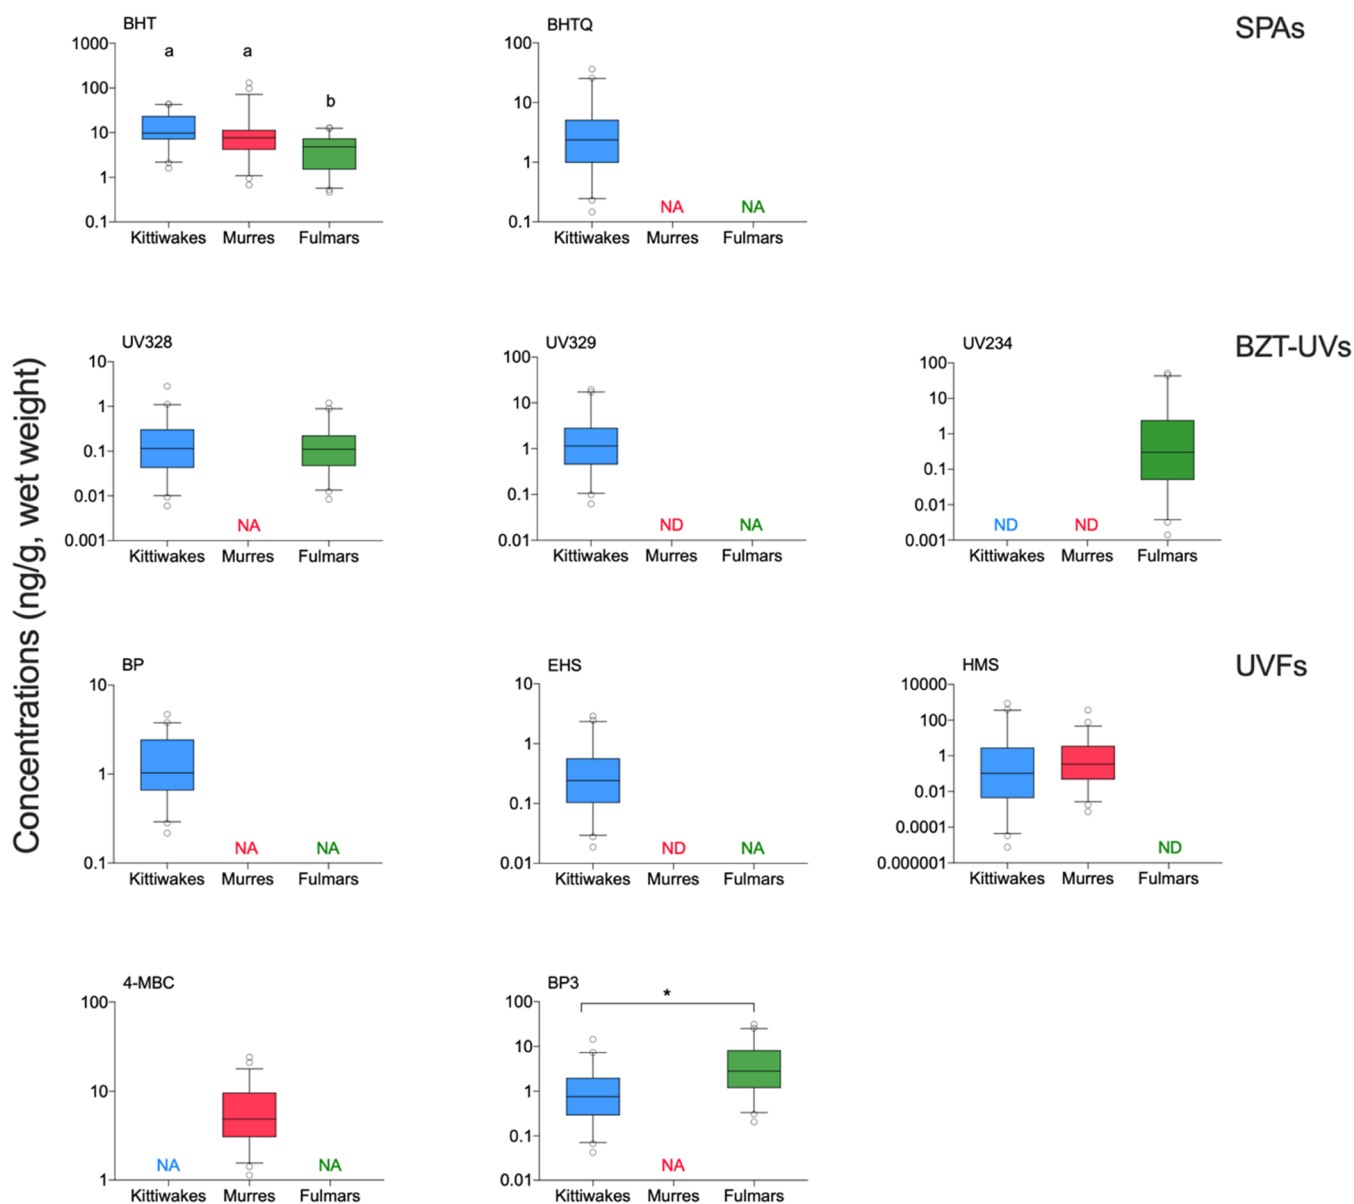 SPAs
BHT
1000
100
10
1
0.1
a
a
b
Kittiwakes Murres Fulmars
BHTQ
100
10
1
0.1
NA
NA
Kittiwakes Murres Fulmars
Concentrations (ng/g, wet weight)
BZT-UVs
UV328
10
1
0.1
0.01
0.001
NA
Kittiwakes Murres Fulmars
UV329
100
10
1
0.1
0.01
ND
NA
Kittiwakes Murres Fulmars
UV234
100
10
1
0.1
0.01
0.001
ND
ND
Kittiwakes Murres Fulmars
UVFs
BP
10
1
0.1
NA
NA
Kittiwakes Murres Fulmars
EHS
10
1
0.1
0.01
ND
NA
Kittiwakes Murres Fulmars
HMS
10000
100
1
0.01
0.0001
0.000001
ND
Kittiwakes Murres Fulmars
4-MBC
100
10
1
NA
NA
Kittiwakes Murres Fulmars
BP3
100
10
1
0.1
0.01
*
NA
Kittiwakes Murres Fulmars